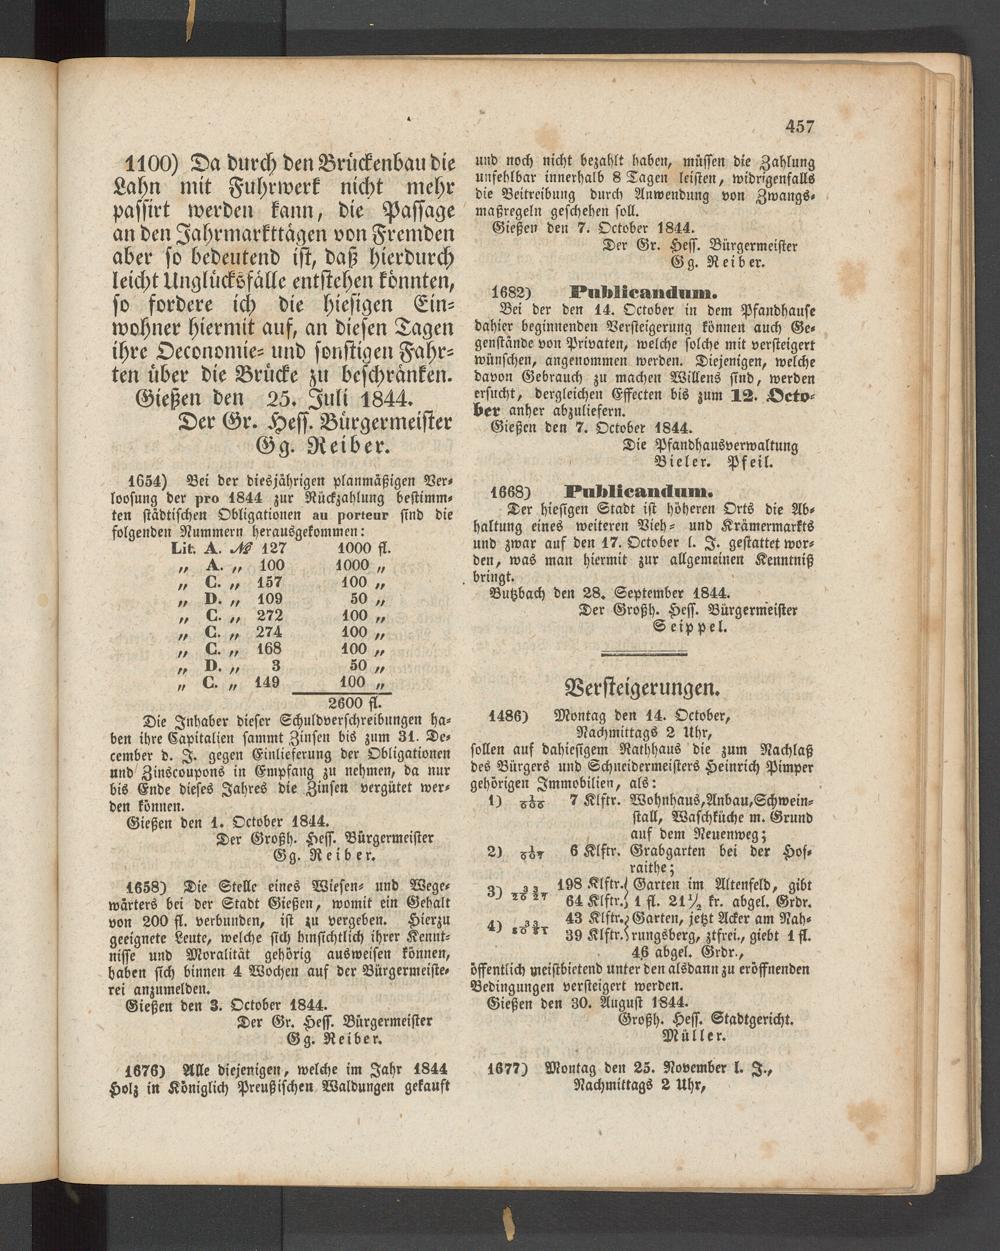 457
1100) Da durch den Brückenbau die
Lahn mit Fuhrwerk nicht mehr
passirt werden kann, die Passage
an den Jahrmarkttägen von Fremden
aber so bedeutend ist, daß hierdurch
leicht Unglücksfälle entstehen könnten,
so fordere ich die hiesigen Ein=
wohner hiermit auf, an diesen Tagen
ihre Oeconomie= und sonstigen Fahr=
ten über die Brücke zu beschränken.
Gießen den 25. Juli 1844.
Der Gr. Hess. Bürgermeister
Gg. Reiber.
1654) Bei der diesjährigen planmäßigen Ver=
loosung der pro 1844 zur Rückzahlung bestimm=
ten städtischen Obligationen au porteur sind die
folgenden Nummern herausgekommen:
Lit. A. № 127 1000 fl.
„ A. „ 100 1000 „
„ C. „ 157 100 „
„ D. „ 109 50 „
„ C. „ 272 100 „
„ C. „ 274 100 „
„ C. „ 168 100 „
„ D. „ 3 50 „
„ C. „ 149 100 „
2600 fl.
Die Inhaber dieser Schuldverschreibungen ha=
ben ihre Capitalien sammt Zinsen bis zum 31. De=
cember d. J. gegen Einlieferung der Obligationen
und Zinscoupons in Empfang zu nehmen, da nur
bis Ende dieses Jahres die Zinsen vergütet wer=
den können.
Gießen den 1. October 1844.
Der Großh. Hess. Bürgermeister
Gg. Reiber.
1658) Die Stelle eines Wiesen= und Wege=
wärters bei der Stadt Gießen, womit ein Gehalt
von 200 fl. verbunden, ist zu vergeben. Hierzu
geeignete Leute, welche sich hinsichtlich ihrer Kennt=
nisse und Moralität gehörig ausweisen können,
haben sich binnen 4 Wochen auf der Bürgermeiste=
rei anzumelden.
Gießen den 3. October 1844.
Der Gr. Hess. Bürgermeister
Gg. Reiber.
1676) Alle diejenigen, welche im Jahr 1844
Holz in Königlich Preußischen Waldungen gekauft
und noch nicht bezahlt haben, müssen die Zahlung
unfehlbar innerhalb 8 Tagen leisten, widrigenfalls
die Beitreibung durch Anwendung von Zwangs=
maßregeln geschehen soll.
Gießen den 7. October 1844.
Der Gr. Hess. Bürgermeister
Gg. Reiber.
1682) Publicandum.
Bei der den 14. October in dem Pfandhause
dahier beginnenden Versteigerung können auch Ge=
genstände von Privaten, welche solche mit versteigert
wünschen, angenommen werden. Diejenigen, welche
davon Gebrauch zu machen Willens sind, werden
ersucht, dergleichen Effecten bis zum 12. Octo=
ber anher abzuliefern.
Gießen den 7. October 1844.
Die Pfandhausverwaltung
Bieler. Pfeil.
1668) Publicandum.
Der hiesigen Stadt ist höheren Orts die Ab=
haltung eines weiteren Vieh= und Krämermarkts
und zwar auf den 17. October l. J. gestattet wor=
den, was man hiermit zur allgemeinen Kenntniß
bringt.
Butzbach den 28. September 1844.
Der Großh. Hess. Bürgermeister
Seippel.
Versteigerungen.
1486) Montag den 14. October,
Nachmittags 2 Uhr,
sollen auf dahiesigem Rathhaus die zum Nachlaß
des Bürgers und Schneidermeisters Heinrich Pimper
gehörigen Immobilien, als:
1) 7 Klftr. Wohnhaus, Anbau, Schwein=
stall, Waschküche m. Grund
auf dem Neuenweg;
2) 6 Klftr. Grabgarten bei der Hof=
raithe;
3) 198 Klftr. Garten im Altenfeld, gibt
64 Klftr. 1 fl. 21½ kr. abgel. Grdr.
4) 43 Klftr. Garten, jetzt Acker am Nah=
39 Klftr. rungsberg, ztfrei., giebt 1 fl.
46 abgel. Grdr.,
öffentlich meistbietend unter den alsdann zu eröffnenden
Bedingungen versteigert werden.
Gießen den 30. August 1844.
Großh. Hess. Stadtgericht.
Müller.
1677) Montag den 25. November l. J.,
Nachmittags 2 Uhr,